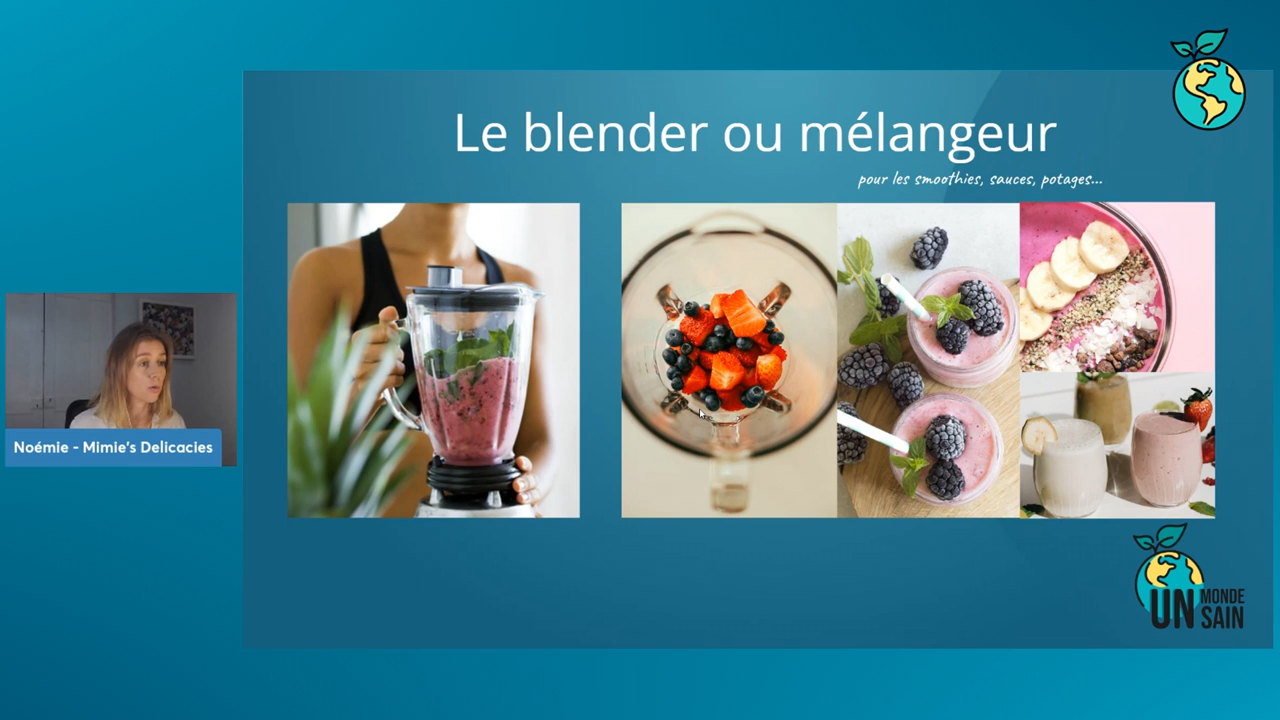 Le blender ou mélangeur
pour les smoothies, sauces, potages...
Noémie - Mimie's Delicacies
UN MONDE
SAIN